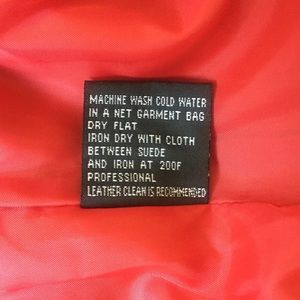 MACHINE WASH COLD WATER
IN A NET GARMENT BAG
DRY FLAT
IRON DRY WITH CLOTH
BETWEEN SUEDE
AND IRON AT 200F
PROFESSIONAL
LEATHER CLEAN IS RECOMMENDED